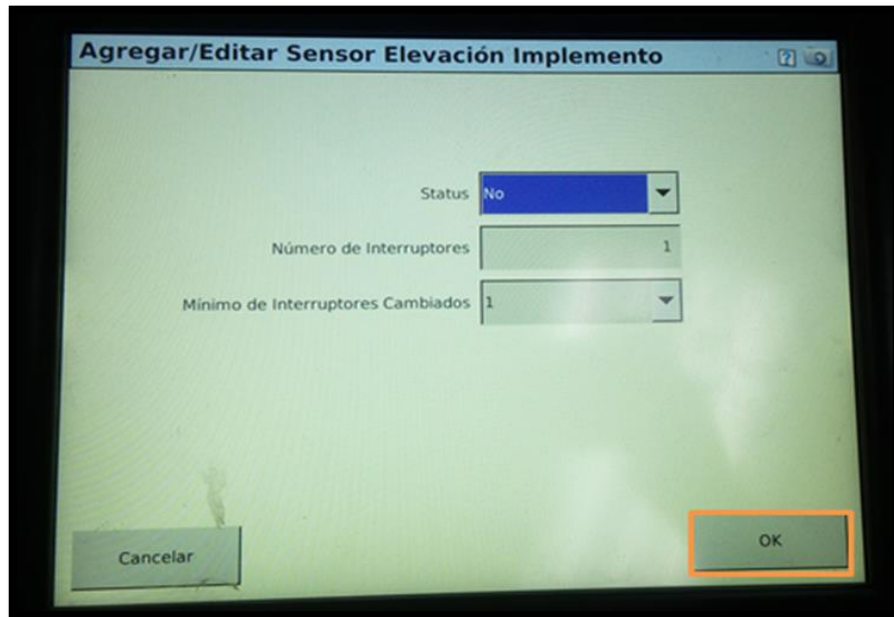 Agregar/Editar Sensor Elevación Implemento
?
Status No
Número de Interruptores 1
Mínimo de Interruptores Cambiados 1
Cancelar
OK